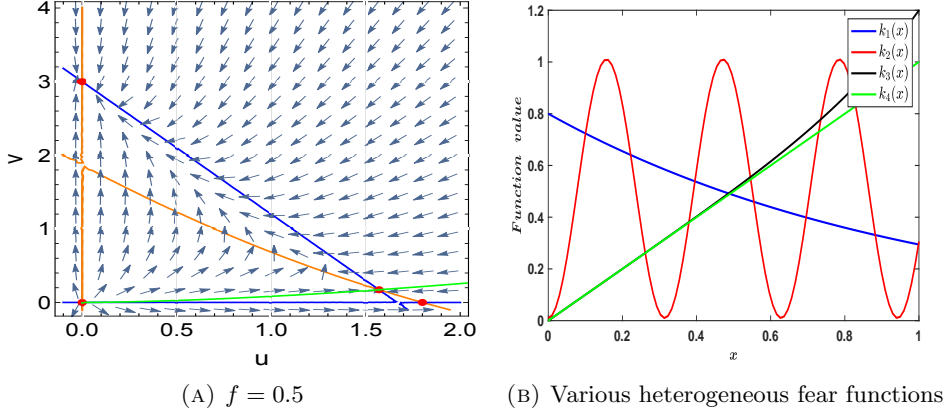 4
3
2
1
0
V
0.0 0.5 1.0 1.5 2.0
u
(A) f = 0.5
1.2
1
0.8
0.6
0.4
0.2
0
Function value
0 0.2 0.4 0.6 0.8 1
x
k₁(x)
k₂(x)
k₃(x)
k₄(x)
(B) Various heterogeneous fear functions